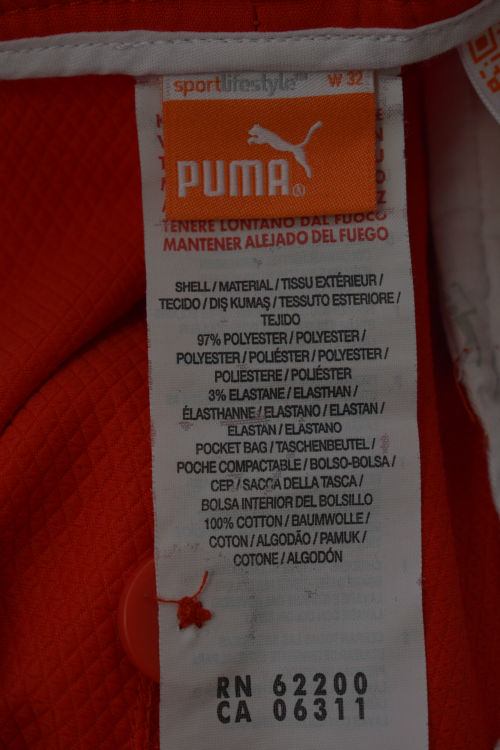 sportlifestyle W 32
PUMA
TENERE LONTANO DAL FUOCO
MANTENER ALEJADO DEL FUEGO
SHELL / MATERIAL / TISSU EXTÉRIEUR /
TECIDO / DIŞ KUMAŞ / TESSUTO ESTERIORE /
TEJIDO
97% POLYESTER / POLYESTER /
POLYESTER / POLIÉSTER / POLYESTER /
POLIESTERE / POLIÉSTER
3% ELASTANE / ELASTHAN /
ÉLASTHANNE / ELASTANO / ELASTAN /
ELASTAN / ELASTANO
POCKET BAG / TASCHENBEUTEL /
POCHE COMPACTABLE / BOLSO-BOLSA /
CEP / SACCA DELLA TASCA /
BOLSA INTERIOR DEL BOLSILLO
100% COTTON / BAUMWOLLE /
COTON / ALGODÃO / PAMUK /
COTONE / ALGODÓN
RN 62200
CA 06311